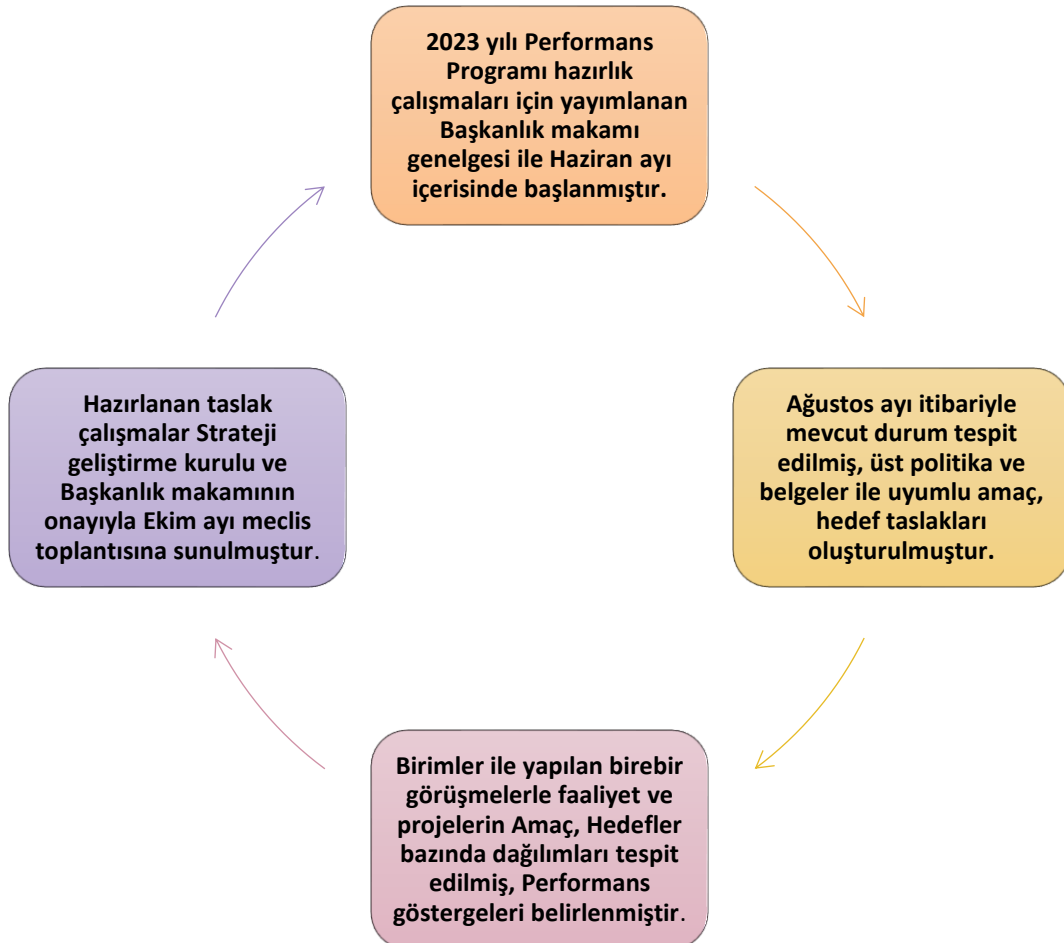 2023 yılı Performans
Programı hazırlık
çalışmaları için yayımlanan
Başkanlık makamı
genelgesi ile Haziran ayı
içerisinde başlanmıştır.
Ağustos ayı itibariyle
mevcut durum tespit
edilmiş, üst politika ve
belgeler ile uyumlu amaç,
hedef taslakları
oluşturulmuştur.
Birimler ile yapılan birebir
görüşmelerle faaliyet ve
projelerin Amaç, Hedefler
bazında dağılımları tespit
edilmiş, Performans
göstergeleri belirlenmiştir.
Hazırlanan taslak
çalışmalar Strateji
geliştirme kurulu ve
Başkanlık makamının
onayıyla Ekim ayı meclis
toplantısına sunulmuştur.